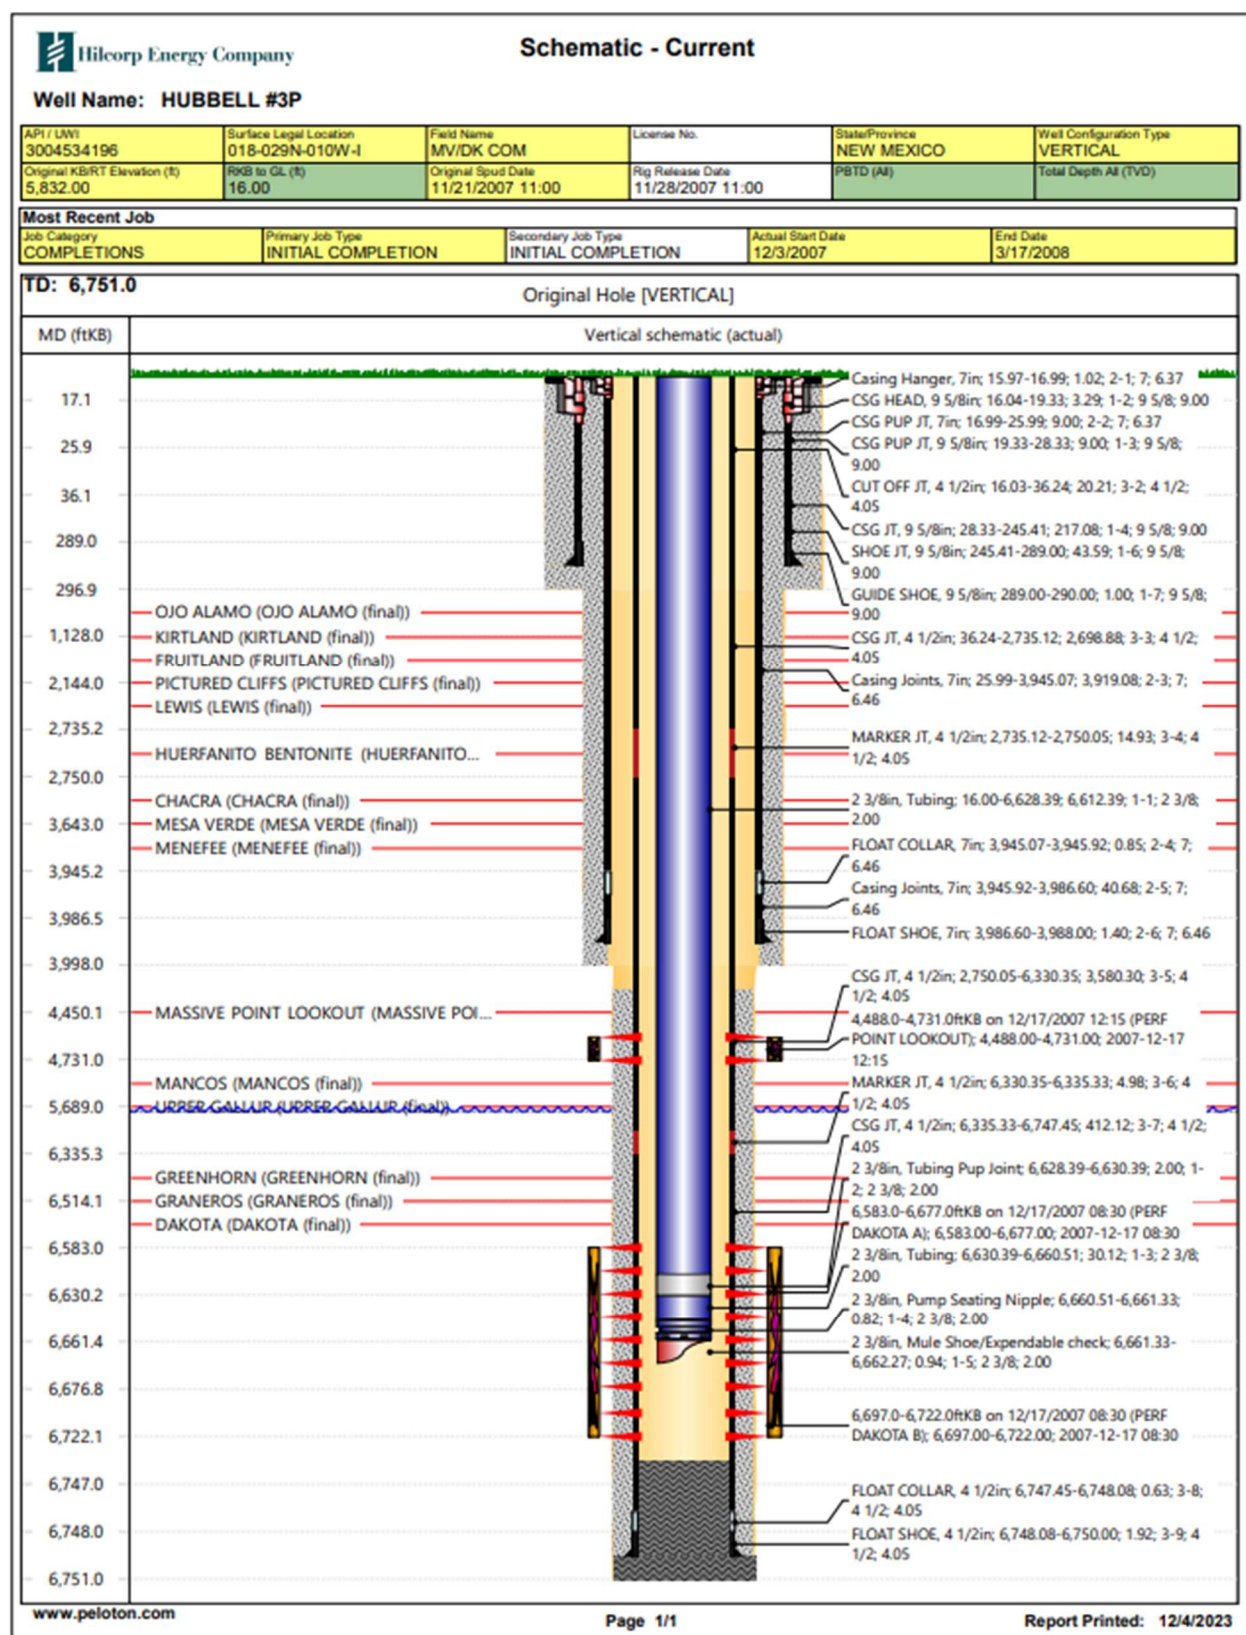 Hilcorp Energy Company
Schematic - Current
Well Name: HUBBELL #3P
API / UWI
3004534196
Surface Legal Location
018-029N-010W-I
Field Name
MV/DK COM
License No.
State/Province
NEW MEXICO
Well Configuration Type
VERTICAL
Original KB/RT Elevation (ft)
5,832.00
RKB to GL (ft)
16.00
Original Spud Date
11/21/2007 11:00
Rig Release Date
11/28/2007 11:00
PBTD (All)
Total Depth All (TVD)
Most Recent Job
Job Category
COMPLETIONS
Primary Job Type
INITIAL COMPLETION
Secondary Job Type
INITIAL COMPLETION
Actual Start Date
12/3/2007
End Date
3/17/2008
TD: 6,751.0
Original Hole [VERTICAL]
MD (ftKB)
Vertical schematic (actual)
17.1
25.9
36.1
289.0
296.9
1,128.0
2,144.0
2,735.2
2,750.0
3,643.0
3,945.2
3,986.5
3,998.0
4,450.1
4,731.0
5,689.0
6,335.3
6,514.1
6,583.0
6,630.2
6,661.4
6,676.8
6,722.1
6,747.0
6,748.0
6,751.0
OJO ALAMO (OJO ALAMO (final))
KIRTLAND (KIRTLAND (final))
FRUITLAND (FRUITLAND (final))
PICTURED CLIFFS (PICTURED CLIFFS (final))
LEWIS (LEWIS (final))
HUERFANITO BENTONITE (HUERFANITO...
CHACRA (CHACRA (final))
MESA VERDE (MESA VERDE (final))
MENEFEE (MENEFEE (final))
MASSIVE POINT LOOKOUT (MASSIVE POI...
MANCOS (MANCOS (final))
UPPER GALLUP (UPPER GALLUP (final))
GREENHORN (GREENHORN (final))
GRANEROS (GRANEROS (final))
DAKOTA (DAKOTA (final))
Casing Hanger, 7in; 15.97-16.99; 1.02; 2-1; 7; 6.37
CSG HEAD, 9 5/8in; 16.04-19.33; 3.29; 1-2; 9 5/8; 9.00
CSG PUP JT, 7in; 16.99-25.99; 9.00; 2-2; 7; 6.37
CSG PUP JT, 9 5/8in; 19.33-28.33; 9.00; 1-3; 9 5/8;
9.00
CUT OFF JT, 4 1/2in; 16.03-36.24; 20.21; 3-2; 4 1/2;
4.05
CSG JT, 9 5/8in; 28.33-245.41; 217.08; 1-4; 9 5/8; 9.00
SHOE JT, 9 5/8in; 245.41-289.00; 43.59; 1-6; 9 5/8;
9.00
GUIDE SHOE, 9 5/8in; 289.00-290.00; 1.00; 1-7; 9 5/8;
9.00
CSG JT, 4 1/2in; 36.24-2,735.12; 2,698.88; 3-3; 4 1/2;
4.05
Casing Joints, 7in; 25.99-3,945.07; 3,919.08; 2-3; 7;
6.46
MARKER JT, 4 1/2in; 2,735.12-2,750.05; 14.93; 3-4; 4
1/2; 4.05
2 3/8in, Tubing; 16.00-6,628.39; 6,612.39; 1-1; 2 3/8;
2.00
FLOAT COLLAR, 7in; 3,945.07-3,945.92; 0.85; 2-4; 7;
6.46
Casing Joints, 7in; 3,945.92-3,986.60; 40.68; 2-5; 7;
6.46
FLOAT SHOE, 7in; 3,986.60-3,988.00; 1.40; 2-6; 7; 6.46
CSG JT, 4 1/2in; 2,750.05-6,330.35; 3,580.30; 3-5; 4
1/2; 4.05
4,488.0-4,731.0ftKB on 12/17/2007 12:15 (PERF
POINT LOOKOUT); 4,488.00-4,731.00; 2007-12-17
12:15
MARKER JT, 4 1/2in; 6,330.35-6,335.33; 4.98; 3-6; 4
1/2; 4.05
CSG JT, 4 1/2in; 6,335.33-6,747.45; 412.12; 3-7; 4 1/2;
4.05
2 3/8in, Tubing Pup Joint; 6,628.39-6,630.39; 2.00; 1-
2; 2 3/8; 2.00
6,583.0-6,677.0ftKB on 12/17/2007 08:30 (PERF
DAKOTA A); 6,583.00-6,677.00; 2007-12-17 08:30
2 3/8in, Tubing; 6,630.39-6,660.51; 30.12; 1-3; 2 3/8;
2.00
2 3/8in, Pump Seating Nipple; 6,660.51-6,661.33;
0.82; 1-4; 2 3/8; 2.00
2 3/8in, Mule Shoe/Expendable check; 6,661.33-
6,662.27; 0.94; 1-5; 2 3/8; 2.00
6,697.0-6,722.0ftKB on 12/17/2007 08:30 (PERF
DAKOTA B); 6,697.00-6,722.00; 2007-12-17 08:30
FLOAT COLLAR, 4 1/2in; 6,747.45-6,748.08; 0.63; 3-8;
4 1/2; 4.05
FLOAT SHOE, 4 1/2in; 6,748.08-6,750.00; 1.92; 3-9; 4
1/2; 4.05
www.peloton.com
Page 1/1
Report Printed: 12/4/2023